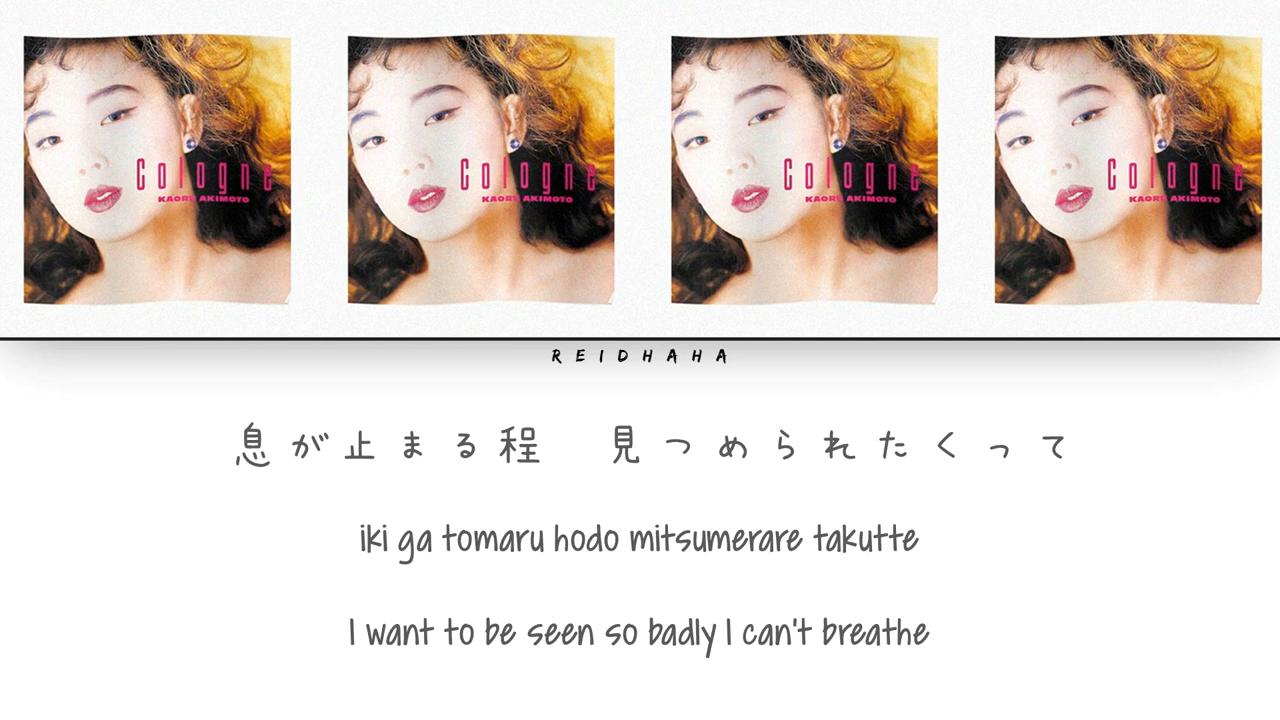 Cologne Cologne Cologne Cologne
KAORI AKIMOTO KAORI AKIMOTO KAORI AKIMOTO KAORI AKIMOTO
REIDHAHA
息が止まる程 見つめられたくって
iki ga tomaru hodo mitsumerare takutte
I want to be seen so badly I can't breathe